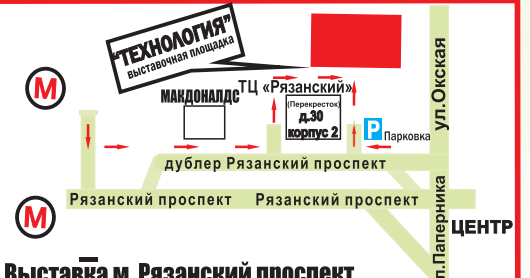 "ТЕХНОЛОГИЯ"
выставочная площадка
ТЦ «Рязанский»
МАКДОНАЛДС
(Перекресток)
д.30
корпус 2
P Парковка
ул.Окская
М
дублер Рязанский проспект
Рязанский проспект Рязанский проспект
М
ЦЕНТР
л.Паперника
Выставка м. Рязанский проспект